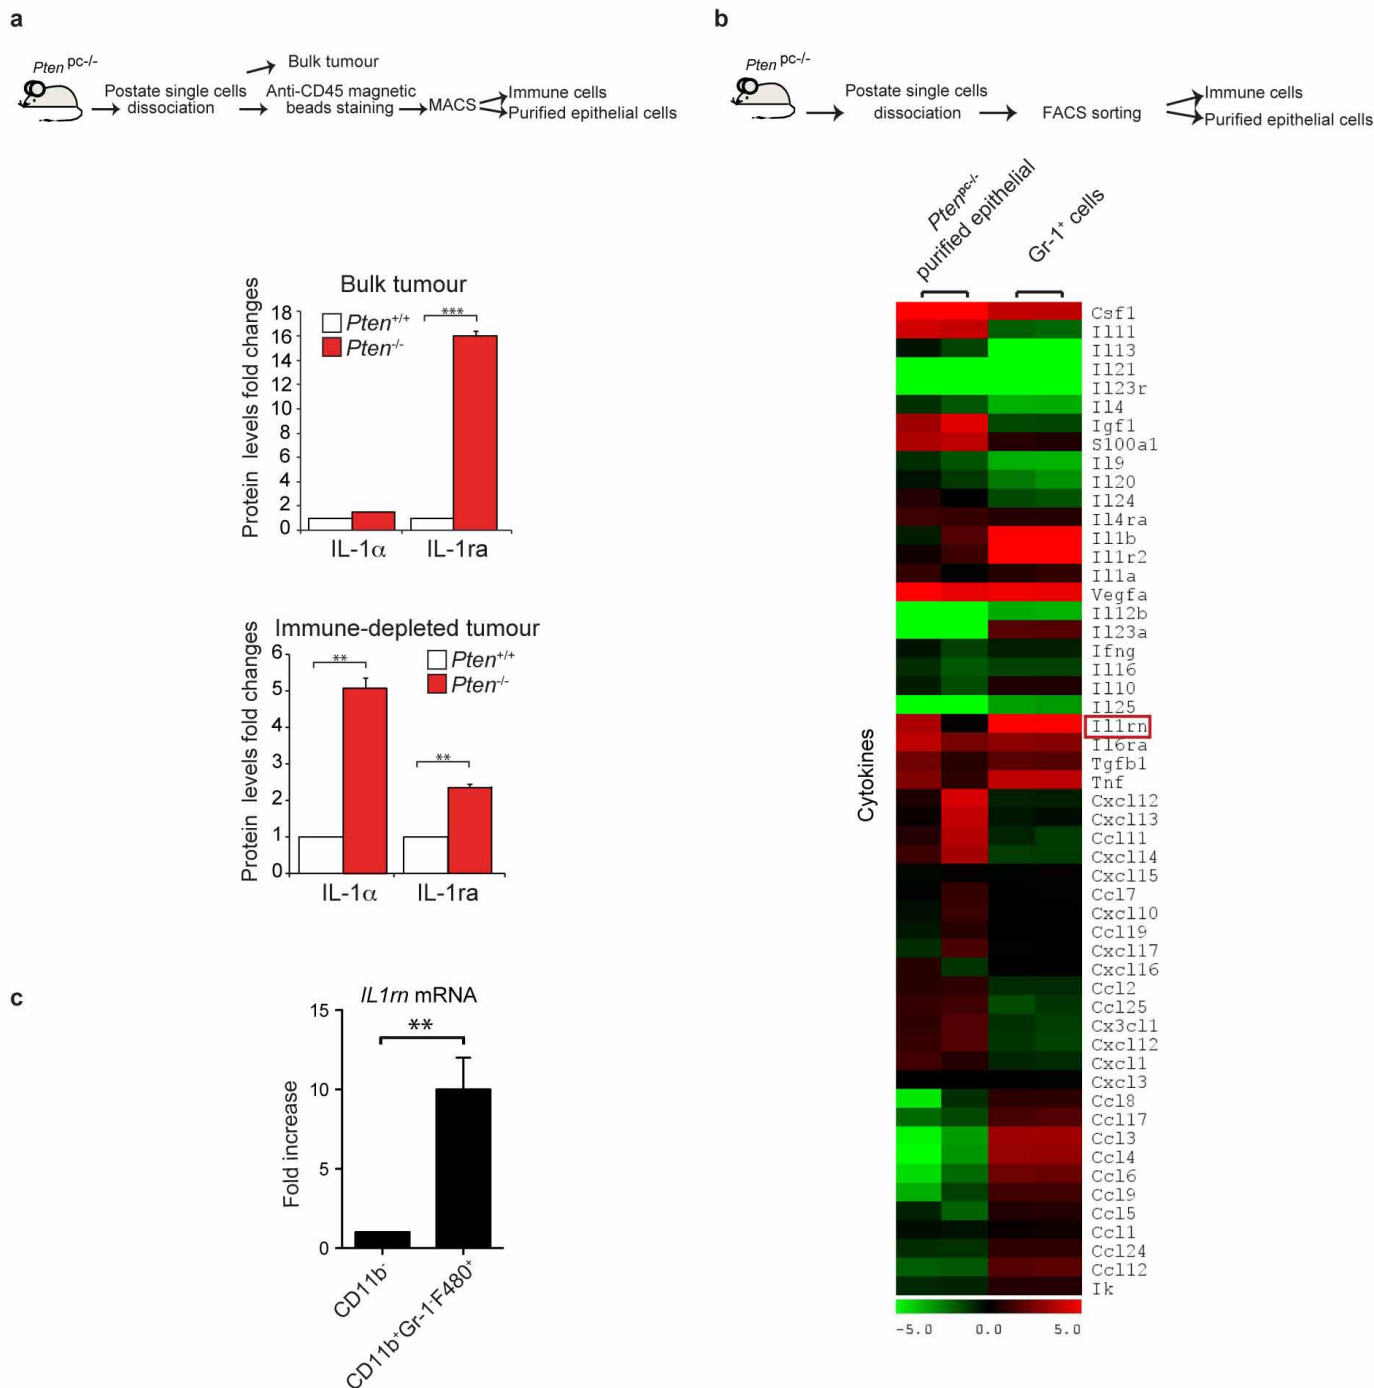 a
Pten pc-/-
Postate single cells
dissociation
Bulk tumour
Anti-CD45 magnetic
beads staining
MACS
Immune cells
Purified epithelial cells
Bulk tumour
Protein levels fold changes
18
16
14
12
10
8
6
4
2
0
Pten+/+
Pten-/-
***
IL-1α
IL-1ra
Immune-depleted tumour
Protein levels fold changes
6
5
4
3
2
1
0
Pten+/+
Pten-/-
**
**
IL-1α
IL-1ra
c
IL1rn mRNA
**
Fold increase
15
10
5
0
CD11b-
CD11b+Gr-1-F480+
b
Pten pc-/-
Postate single cells
dissociation
FACS sorting
Immune cells
Purified epithelial cells
Ptenpc-/-
purified epithelial
Gr-1+ cells
Cytokines
Csf1
Il11
Il13
Il21
Il23r
Il4
Igf1
S100a1
Il9
Il20
Il24
Il4ra
Il1b
Il1r2
Il1a
Vegfa
Il12b
Il23a
Ifng
Il16
Il10
Il25
Il1rn
Il6ra
Tgfb1
Tnf
Cxcl12
Cxcl13
Ccl11
Cxcl14
Cxcl15
Ccl7
Cxcl10
Ccl19
Cxcl17
Cxcl16
Ccl2
Ccl25
Cx3cl1
Cxcl12
Cxcl1
Cxcl3
Ccl8
Ccl17
Ccl3
Ccl4
Ccl6
Ccl9
Ccl5
Ccl1
Ccl24
Ccl12
Ik
-5.0 0.0 5.0